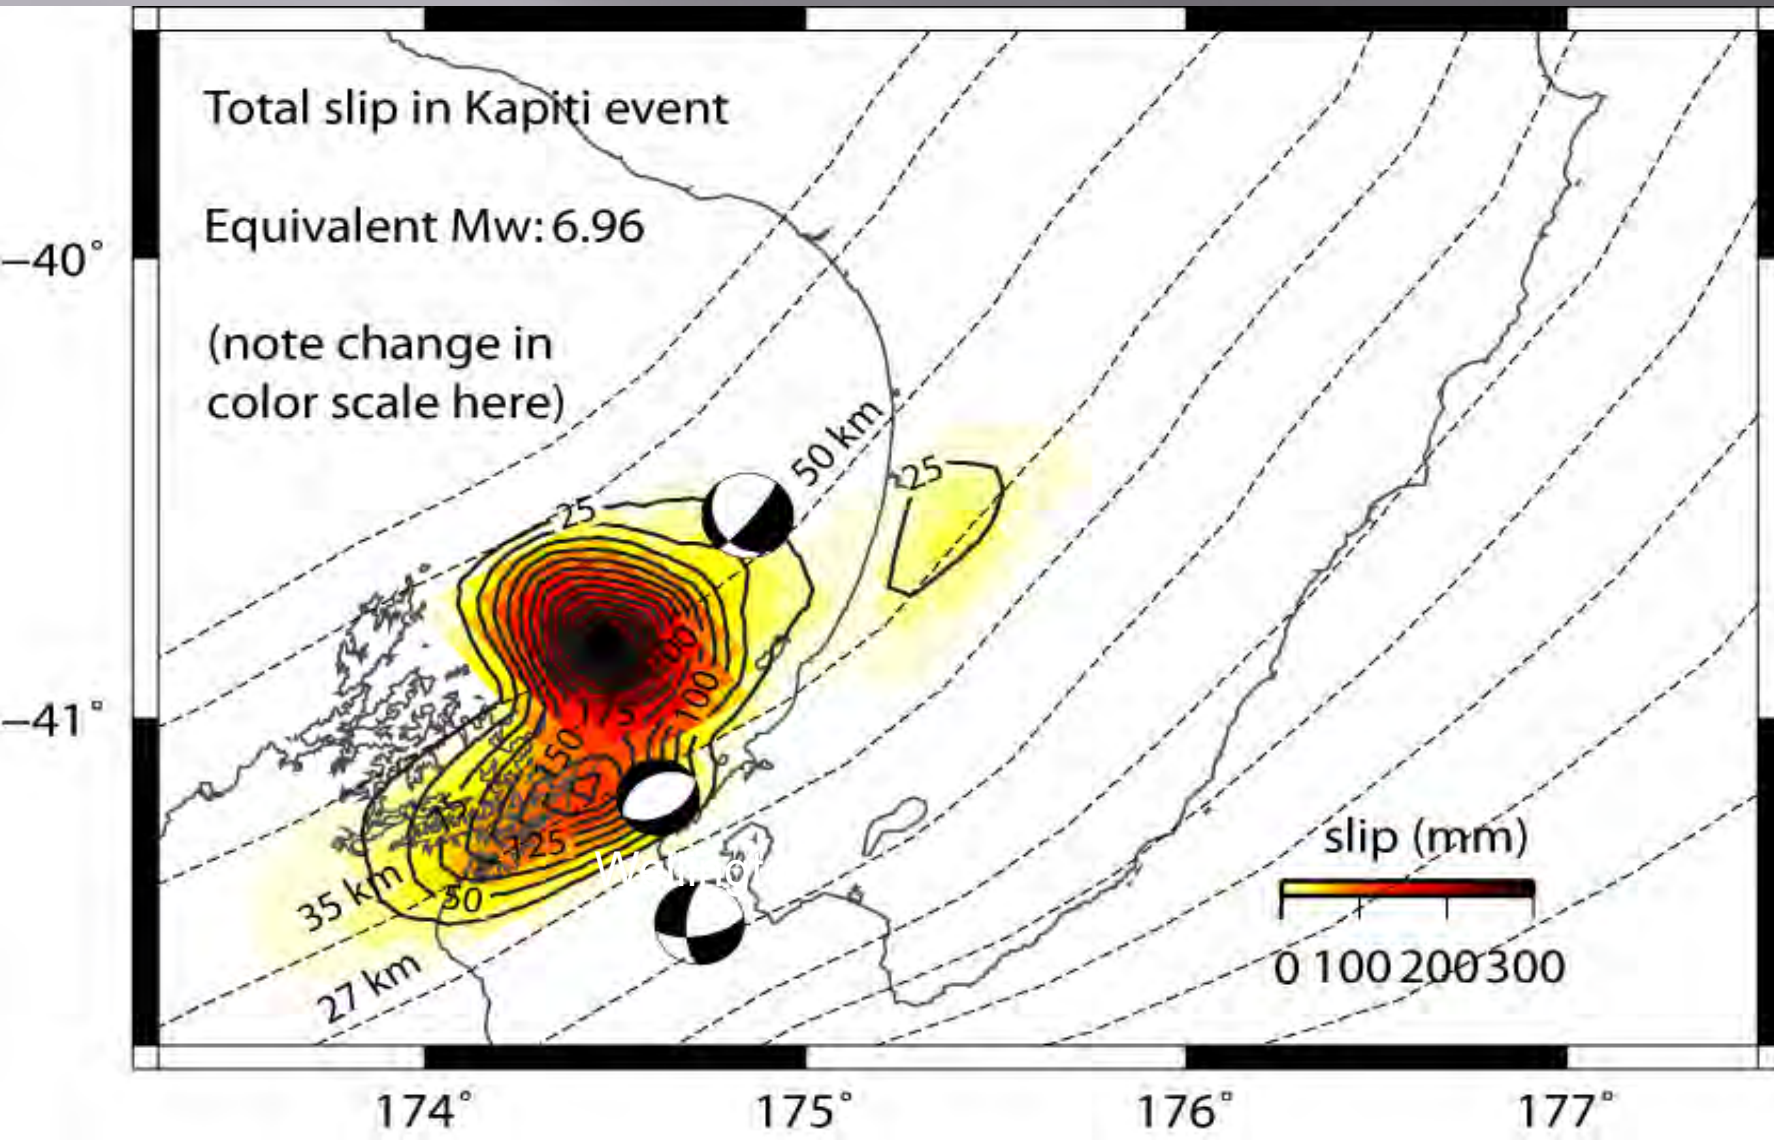 Total slip in Kapiti event
Equivalent Mw: 6.96
−40°
(note change in
color scale here)
50 km
25
25
100
−41°
175
100
150
slip (mm)
125
35 km
50
0 100 200 300
27 km
174°
175°
176°
177°